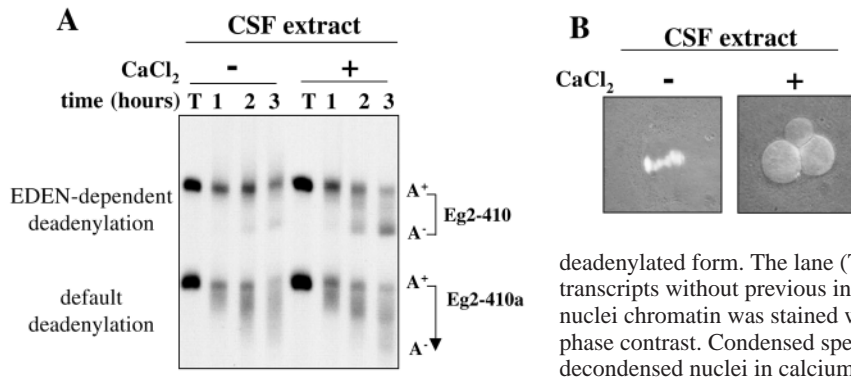 A
CSF extract
CaCl2 - +
time (hours) T 1 2 3 T 1 2 3
EDEN-dependent
deadenylation
A+
Eg2-410
A-
default
deadenylation
A+
Eg2-410a
A-
B
CSF extract
CaCl2 - +
deadenylated form. The lane (T
transcripts without previous in
nuclei chromatin was stained w
phase contrast. Condensed spe
decondensed nuclei in calcium